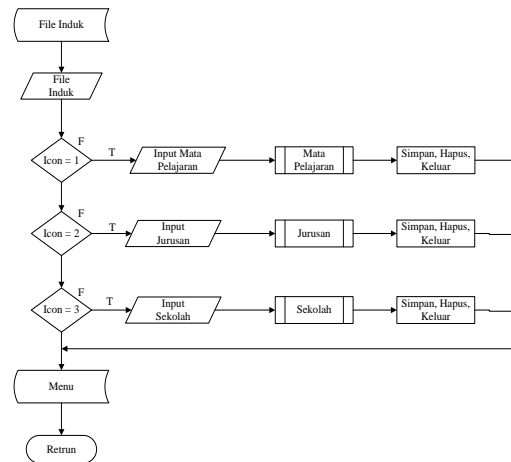 File Induk
File
Induk
F
Icon = 1
T
Input Mata
Pelajaran
Mata
Pelajaran
Simpan, Hapus,
Keluar
F
Icon = 2
T
Input
Jurusan
Jurusan
Simpan, Hapus,
Keluar
F
Icon = 3
T
Input
Sekolah
Sekolah
Simpan, Hapus,
Keluar
Menu
Retrun